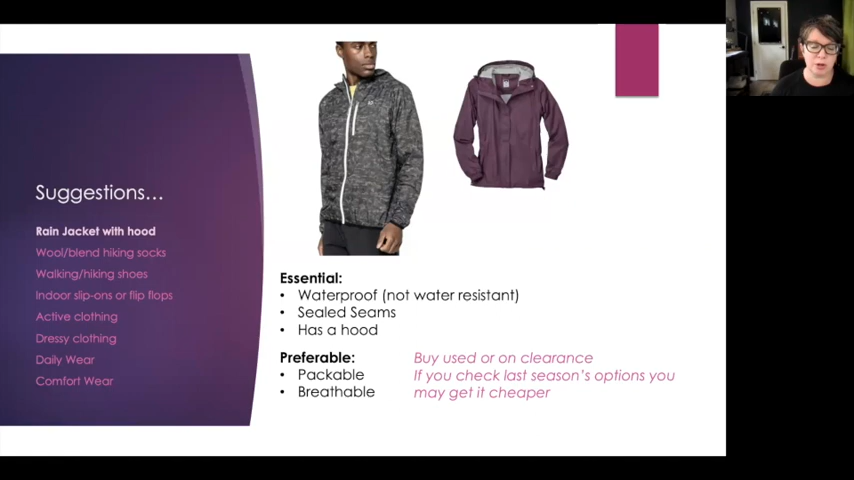 Suggestions...
Rain Jacket with hood
Wool/blend hiking socks
Walking/hiking shoes
Indoor slip-ons or flip flops
Active clothing
Dressy clothing
Daily Wear
Comfort Wear
Essential:
• Waterproof (not water resistant)
• Sealed Seams
• Has a hood
Preferable:
• Packable
• Breathable
Buy used or on clearance
If you check last season's options you
may get it cheaper